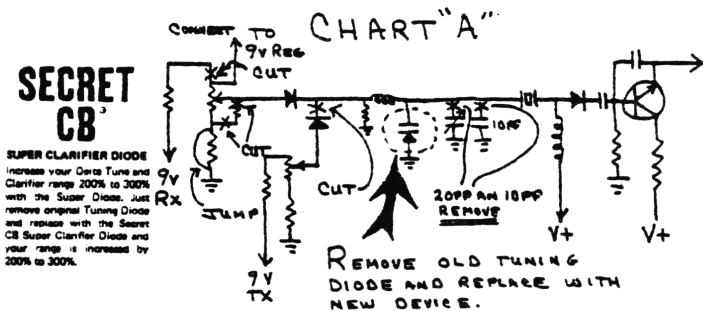 CHART "A"
CONNECT TO
9V REG
CUT
SECRET
CB
SUPER CLARIFIER DIODE
Increase your Delta Tune and
Clarifier range 200% to 300%
with the Super Diode. Just
remove original Tuning Diode
and replace with the Secret
CB Super Clarifier Diode and
your range is increased by
200% to 300%.
9V
RX
JUMP
CUT
CUT
10PF
20PF AN 10PF
REMOVE
9V
TX
V+
V+
REMOVE OLD TUNING
DIODE AND REPLACE WITH
NEW DEVICE.